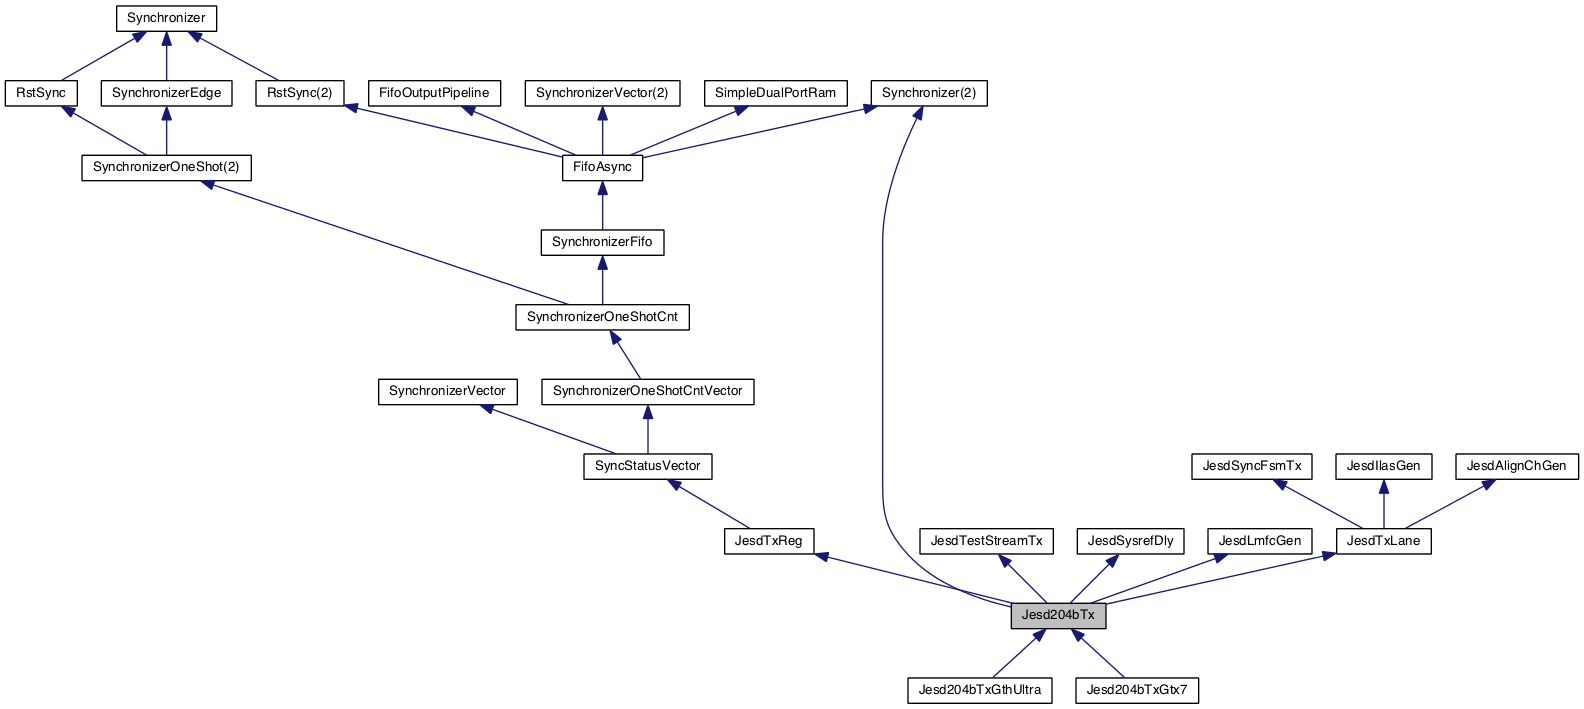 Synchronizer
RstSync
SynchronizerEdge
RstSync(2)
FifoOutputPipeline
SynchronizerVector(2)
SimpleDualPortRam
Synchronizer(2)
SynchronizerOneShot(2)
FifoAsync
SynchronizerFifo
SynchronizerOneShotCnt
SynchronizerVector
SynchronizerOneShotCntVector
SyncStatusVector
JesdSyncFsmTx
JesdIlasGen
JesdAlignChGen
JesdTxReg
JesdTestStreamTx
JesdSysrefDly
JesdLmfcGen
JesdTxLane
Jesd204bTx
Jesd204bTxGthUltra
Jesd204bTxGtx7